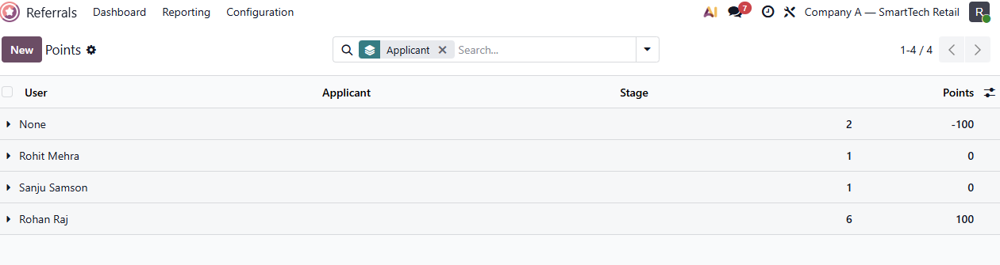 Referrals Dashboard Reporting Configuration AI 7 Company A — SmartTech Retail R
New Points Applicant Search... 1-4 / 4
User Applicant Stage Points
None 2 -100
Rohit Mehra 1 0
Sanju Samson 1 0
Rohan Raj 6 100